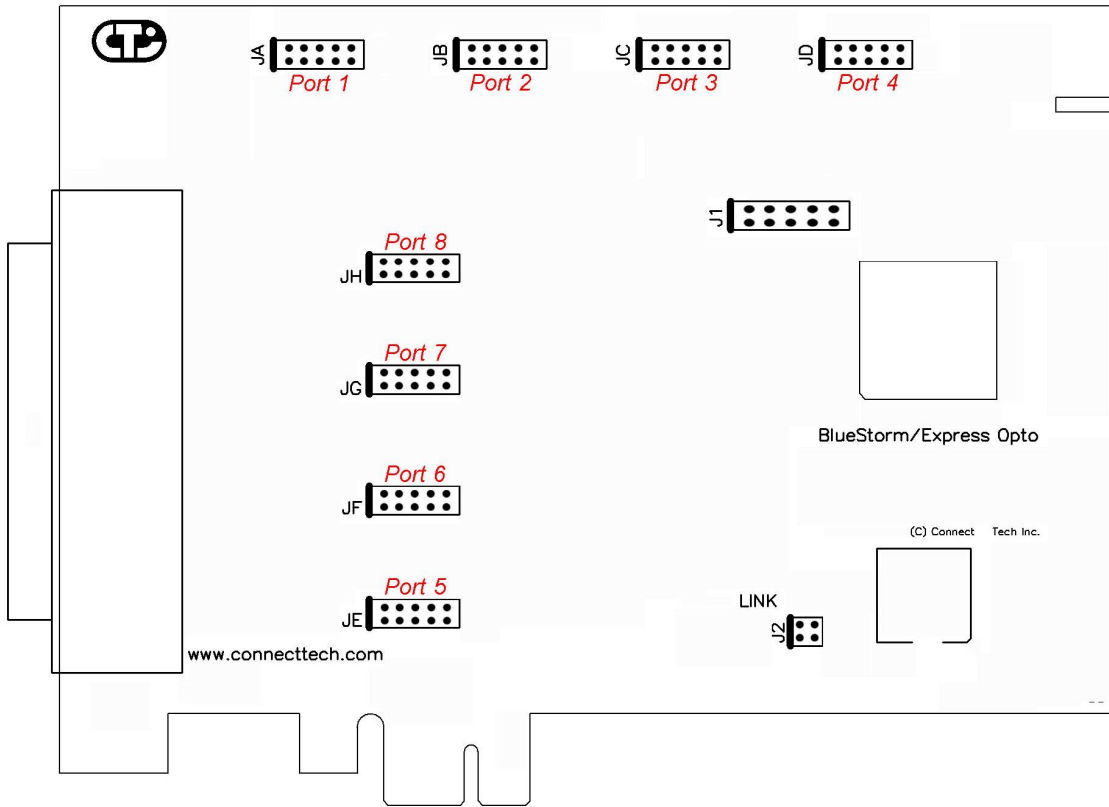 CTi
JA
JB
JC
JD
Port 1
Port 2
Port 3
Port 4
J1
Port 8
JH
Port 7
JG
BlueStorm/Express Opto
Port 6
JF
(C) Connect Tech Inc.
Port 5
JE
LINK
J2
www.connecttech.com